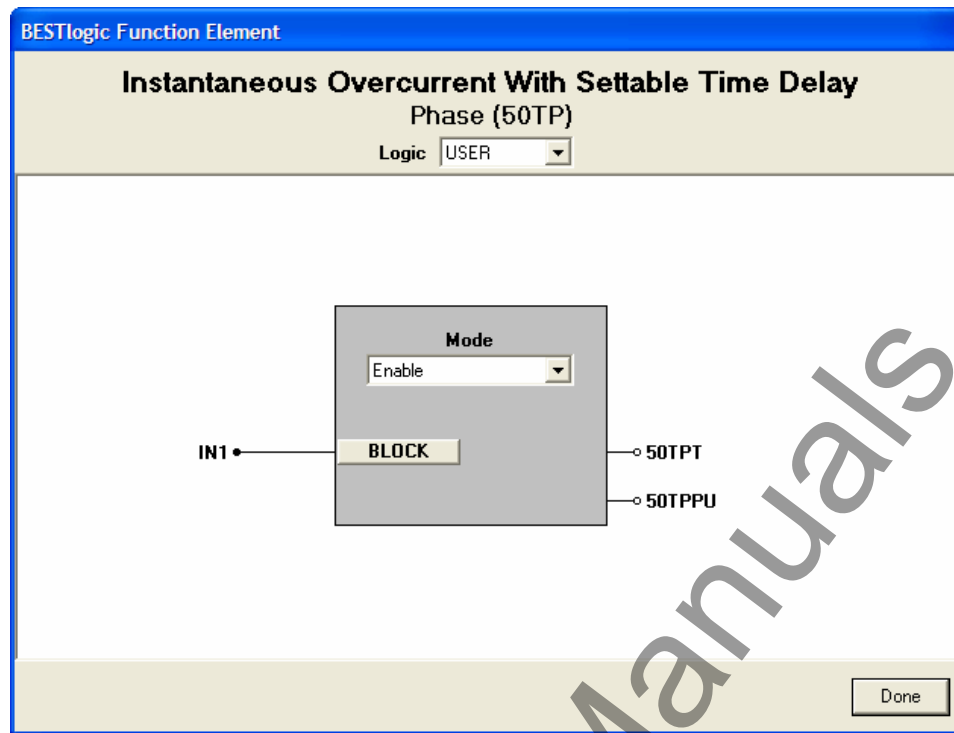 BESTlogic Function Element
Instantaneous Overcurrent With Settable Time Delay
Phase (50TP)
Logic USER
Mode
Enable
IN1 BLOCK 50TPT
50TPPU
Done
Manuals